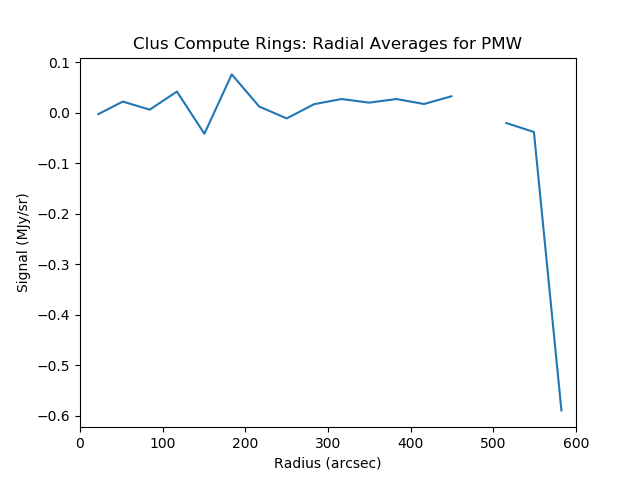 Clus Compute Rings: Radial Averages for PMW
0.1
0.0
−0.1
−0.2
−0.3
−0.4
−0.5
−0.6
Signal (MJy/sr)
0 100 200 300 400 500 600
Radius (arcsec)